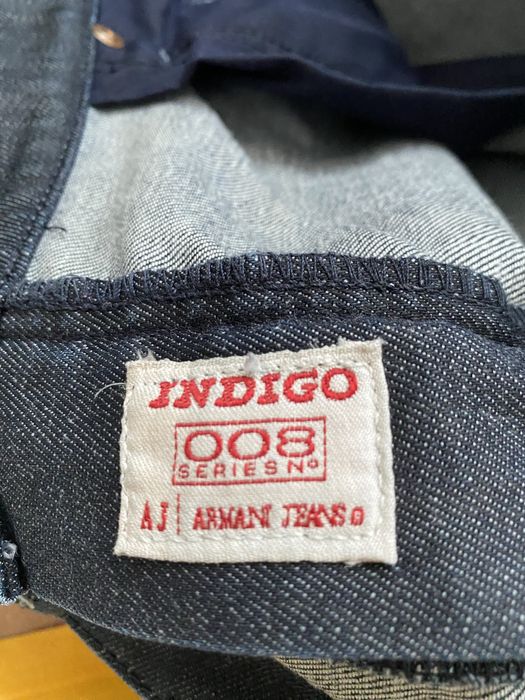 INDIGO
008
SERIES Nº
AJ | ARMANI JEANS ®